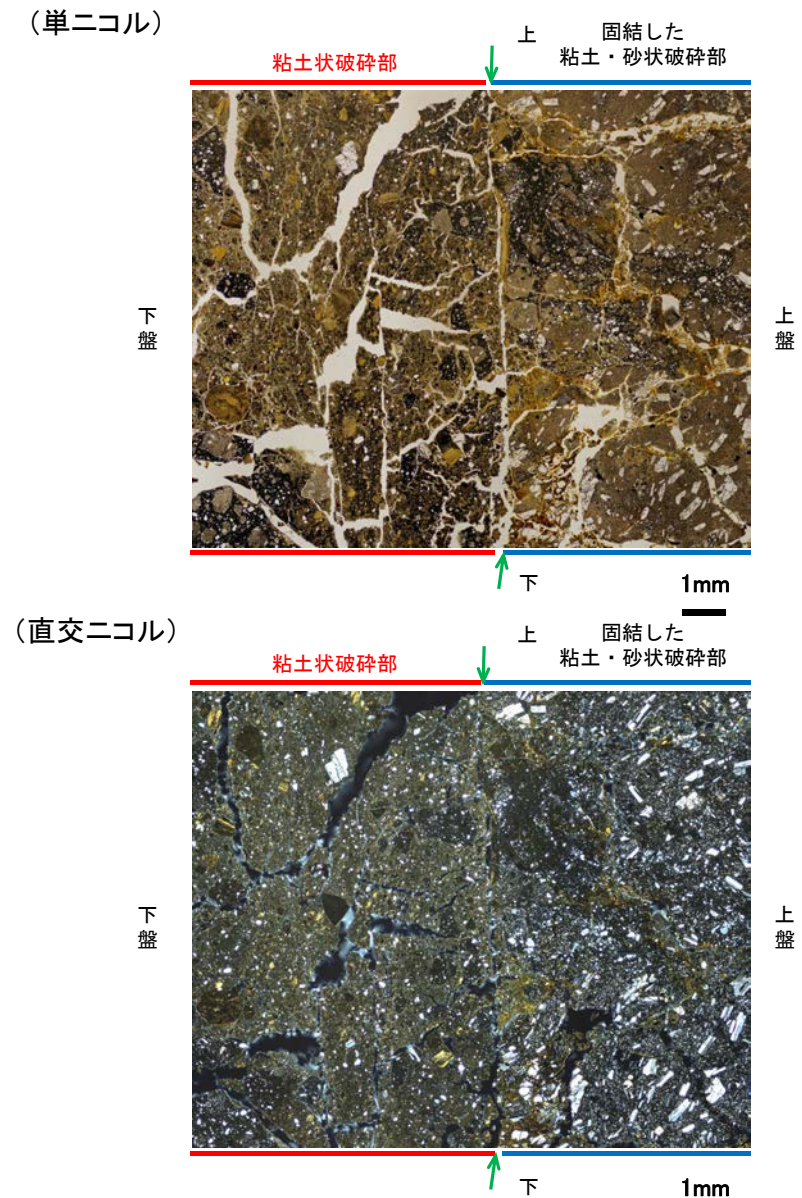 (単ニコル)
上
固結した
粘土・砂状破砕部
粘土状破砕部
下
盤
上
盤
下
1mm
(直交ニコル)
上
固結した
粘土・砂状破砕部
粘土状破砕部
下
盤
上
盤
下
1mm